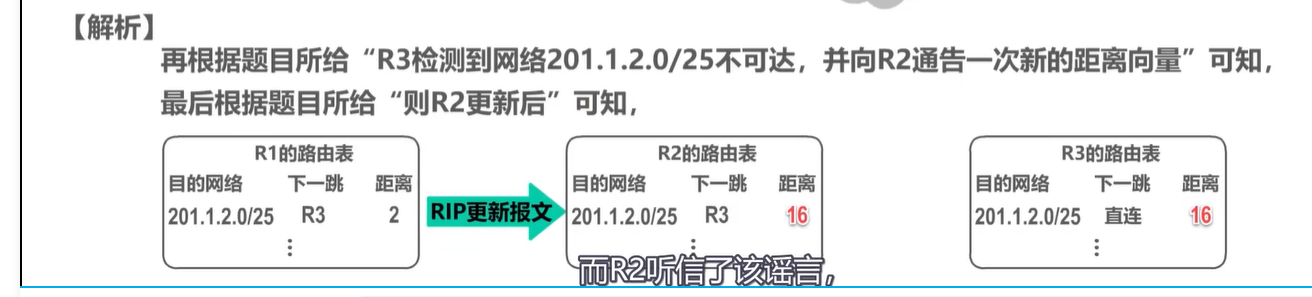 【解析】
再根据题目所给“R3检测到网络201.1.2.0/25不可达，并向R2通告一次新的距离向量”可知，
最后根据题目所给“则R2更新后”可知，
R1的路由表
目的网络 下一跳 距离
201.1.2.0/25 R3 2
⋮
RIP更新报文
R2的路由表
目的网络 下一跳 距离
201.1.2.0/25 R3 16
⋮
R3的路由表
目的网络 下一跳 距离
201.1.2.0/25 直连 16
⋮
而R2听信了该谣言，